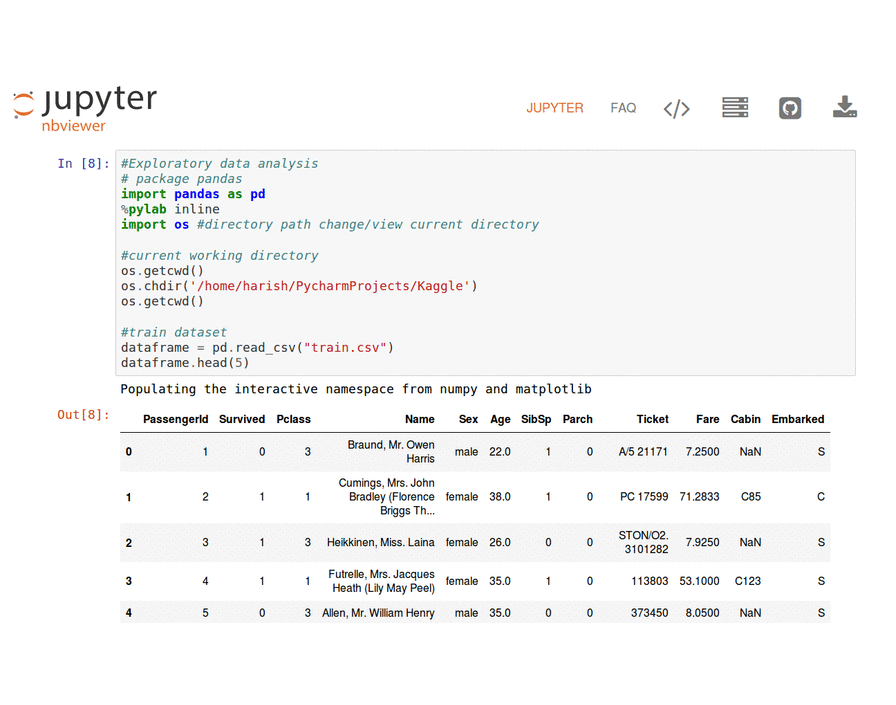 jupyter
nbviewer
JUPYTER FAQ </>
In [8]: #Exploratory data analysis
# package pandas
import pandas as pd
%pylab inline
import os #directory path change/view current directory
#current working directory
os.getcwd()
os.chdir('/home/harish/PycharmProjects/Kaggle')
os.getcwd()
#train dataset
dataframe = pd.read_csv("train.csv")
dataframe.head(5)
Populating the interactive namespace from numpy and matplotlib
Out[8]:
PassengerId Survived Pclass Name Sex Age SibSp Parch Ticket Fare Cabin Embarked
0 1 0 3 Braund, Mr. Owen Harris male 22.0 1 0 A/5 21171 7.2500 NaN S
1 2 1 1 Cumings, Mrs. John Bradley (Florence Briggs Th... female 38.0 1 0 PC 17599 71.2833 C85 C
2 3 1 3 Heikkinen, Miss. Laina female 26.0 0 0 STON/O2. 3101282 7.9250 NaN S
3 4 1 1 Futrelle, Mrs. Jacques Heath (Lily May Peel) female 35.0 1 0 113803 53.1000 C123 S
4 5 0 3 Allen, Mr. William Henry male 35.0 0 0 373450 8.0500 NaN S